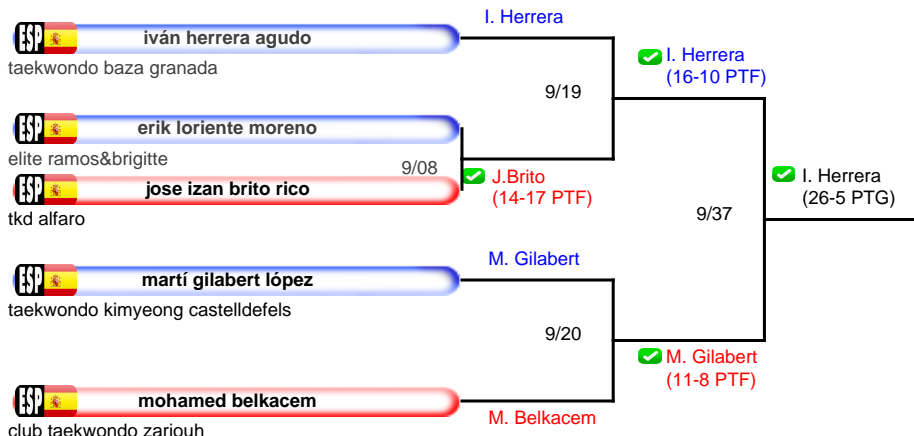 I. Herrera
ESP iván herrera agudo
taekwondo baza granada
I. Herrera
(16-10 PTF)
9/19
ESP erik loriente moreno
elite ramos&brigitte
9/08
J.Brito
(14-17 PTF)
ESP jose izan brito rico
tkd alfaro
I. Herrera
(26-5 PTG)
9/37
M. Gilabert
ESP martí gilabert lópez
taekwondo kimyeong castelldefels
9/20
M. Gilabert
(11-8 PTF)
ESP mohamed belkacem
M. Belkacem
club taekwondo zariouh